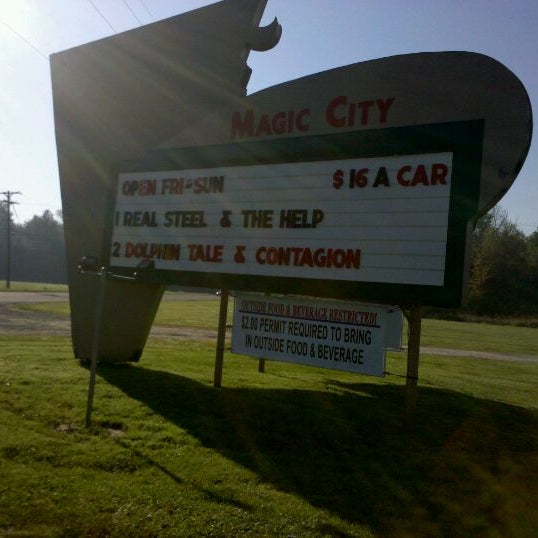 MAGIC CITY
OPEN FRI-SUN $16 A CAR
1 REAL STEEL & THE HELP
2 DOLPHIN TALE & CONTAGION
OUTSIDE FOOD & BEVERAGE RESTRICTED!
$2.00 PERMIT REQUIRED TO BRING
IN OUTSIDE FOOD & BEVERAGE